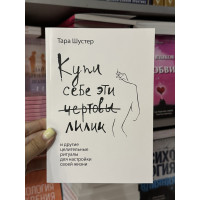 Тара Шустер
Купи
себе эти
чертовы
лилии
и другие
целительные
ритуалы
для настройки
своей жизни